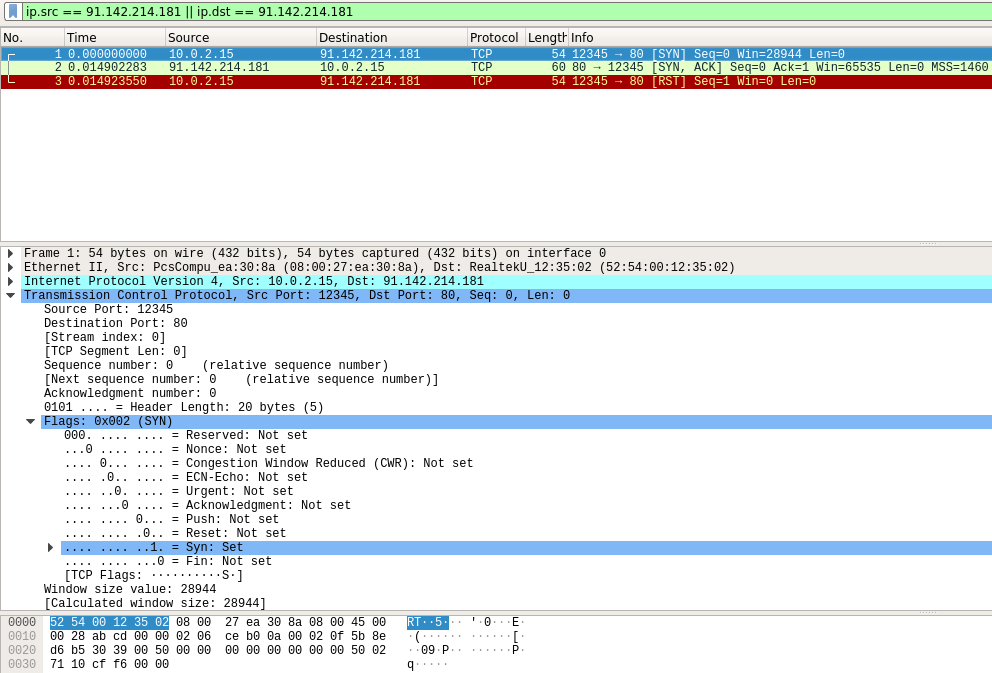 ip.src == 91.142.214.181 || ip.dst == 91.142.214.181
No. Time Source Destination Protocol Length Info
1 0.000000000 10.0.2.15 91.142.214.181 TCP 54 12345 → 80 [SYN] Seq=0 Win=28944 Len=0
2 0.014902283 91.142.214.181 10.0.2.15 TCP 60 80 → 12345 [SYN, ACK] Seq=0 Ack=1 Win=65535 Len=0 MSS=1460
3 0.014923550 10.0.2.15 91.142.214.181 TCP 54 12345 → 80 [RST] Seq=1 Win=0 Len=0
Frame 1: 54 bytes on wire (432 bits), 54 bytes captured (432 bits) on interface 0
Ethernet II, Src: PcsCompu_ea:30:8a (08:00:27:ea:30:8a), Dst: RealtekU_12:35:02 (52:54:00:12:35:02)
Internet Protocol Version 4, Src: 10.0.2.15, Dst: 91.142.214.181
Transmission Control Protocol, Src Port: 12345, Dst Port: 80, Seq: 0, Len: 0
Source Port: 12345
Destination Port: 80
[Stream index: 0]
[TCP Segment Len: 0]
Sequence number: 0    (relative sequence number)
[Next sequence number: 0    (relative sequence number)]
Acknowledgment number: 0
0101 .... = Header Length: 20 bytes (5)
Flags: 0x002 (SYN)
000. .... .... = Reserved: Not set
...0 .... .... = Nonce: Not set
.... 0... .... = Congestion Window Reduced (CWR): Not set
.... .0.. .... = ECN-Echo: Not set
.... ..0. .... = Urgent: Not set
.... ...0 .... = Acknowledgment: Not set
.... .... 0... = Push: Not set
.... .... .0.. = Reset: Not set
.... .... ..1. = Syn: Set
.... .... ...0 = Fin: Not set
[TCP Flags: ··········S·]
Window size value: 28944
[Calculated window size: 28944]
0000 52 54 00 12 35 02 08 00 27 ea 30 8a 08 00 45 00 RT··5··· '·0···E·
0010 00 28 ab cd 00 00 02 06 ce b0 0a 00 02 0f 5b 8e ·(······ ······[·
0020 d6 b5 30 39 00 50 00 00 00 00 00 00 00 00 50 02 ··09·P·· ······P·
0030 71 10 cf f6 00 00 q·····